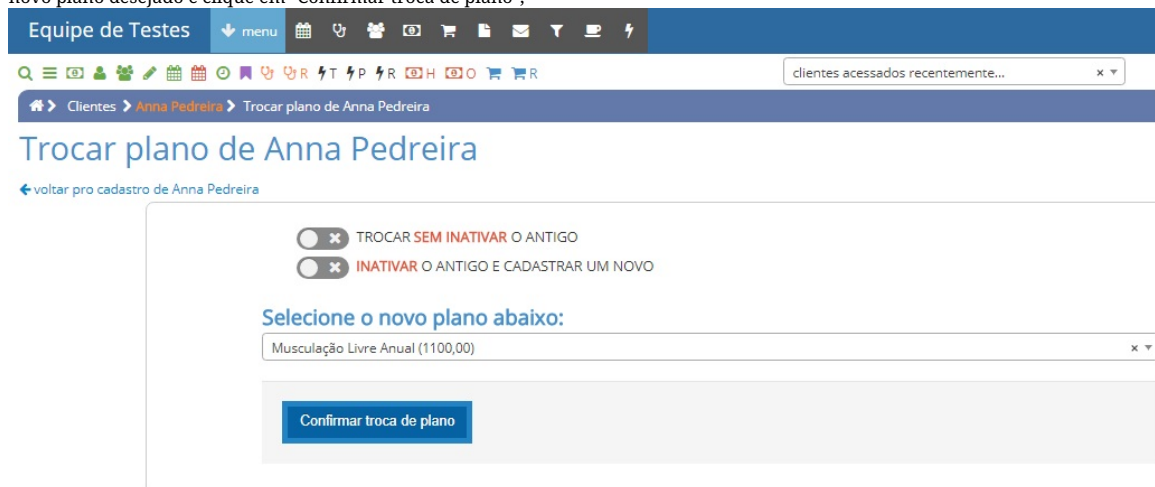 novo plano desejado e clique em "Confirmar troca de plano",
Equipe de Testes menu
R T P R H O R clientes acessados recentemente...
Clientes Anna Pedreira Trocar plano de Anna Pedreira
Trocar plano de Anna Pedreira
voltar pro cadastro de Anna Pedreira
TROCAR SEM INATIVAR O ANTIGO
INATIVAR O ANTIGO E CADASTRAR UM NOVO
Selecione o novo plano abaixo:
Musculação Livre Anual (1100,00)
Confirmar troca de plano